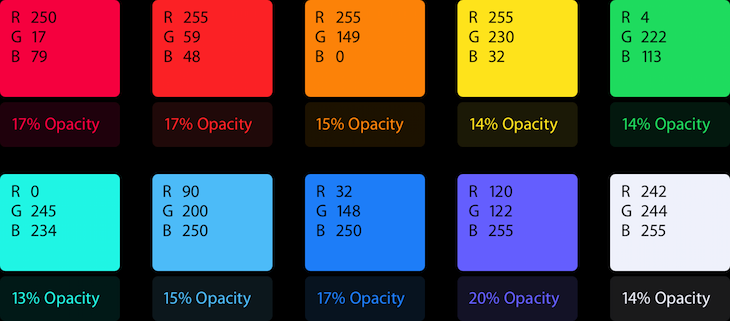 R 250
G 17
B 79
17% Opacity
R 255
G 59
B 48
17% Opacity
R 255
G 149
B 0
15% Opacity
R 255
G 230
B 32
14% Opacity
R 4
G 222
B 113
14% Opacity
R 0
G 245
B 234
13% Opacity
R 90
G 200
B 250
15% Opacity
R 32
G 148
B 250
17% Opacity
R 120
G 122
B 255
20% Opacity
R 242
G 244
B 255
14% Opacity